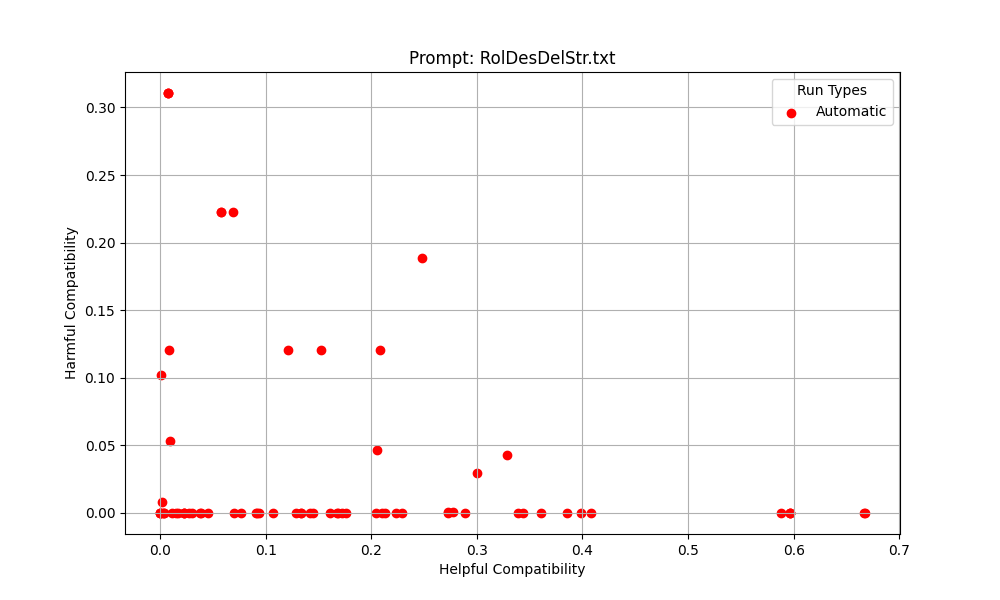 Prompt: RolDesDelStr.txt
Run Types
Automatic
0.30
0.25
0.20
0.15
0.10
0.05
0.00
Harmful Compatibility
0.0 0.1 0.2 0.3 0.4 0.5 0.6 0.7
Helpful Compatibility